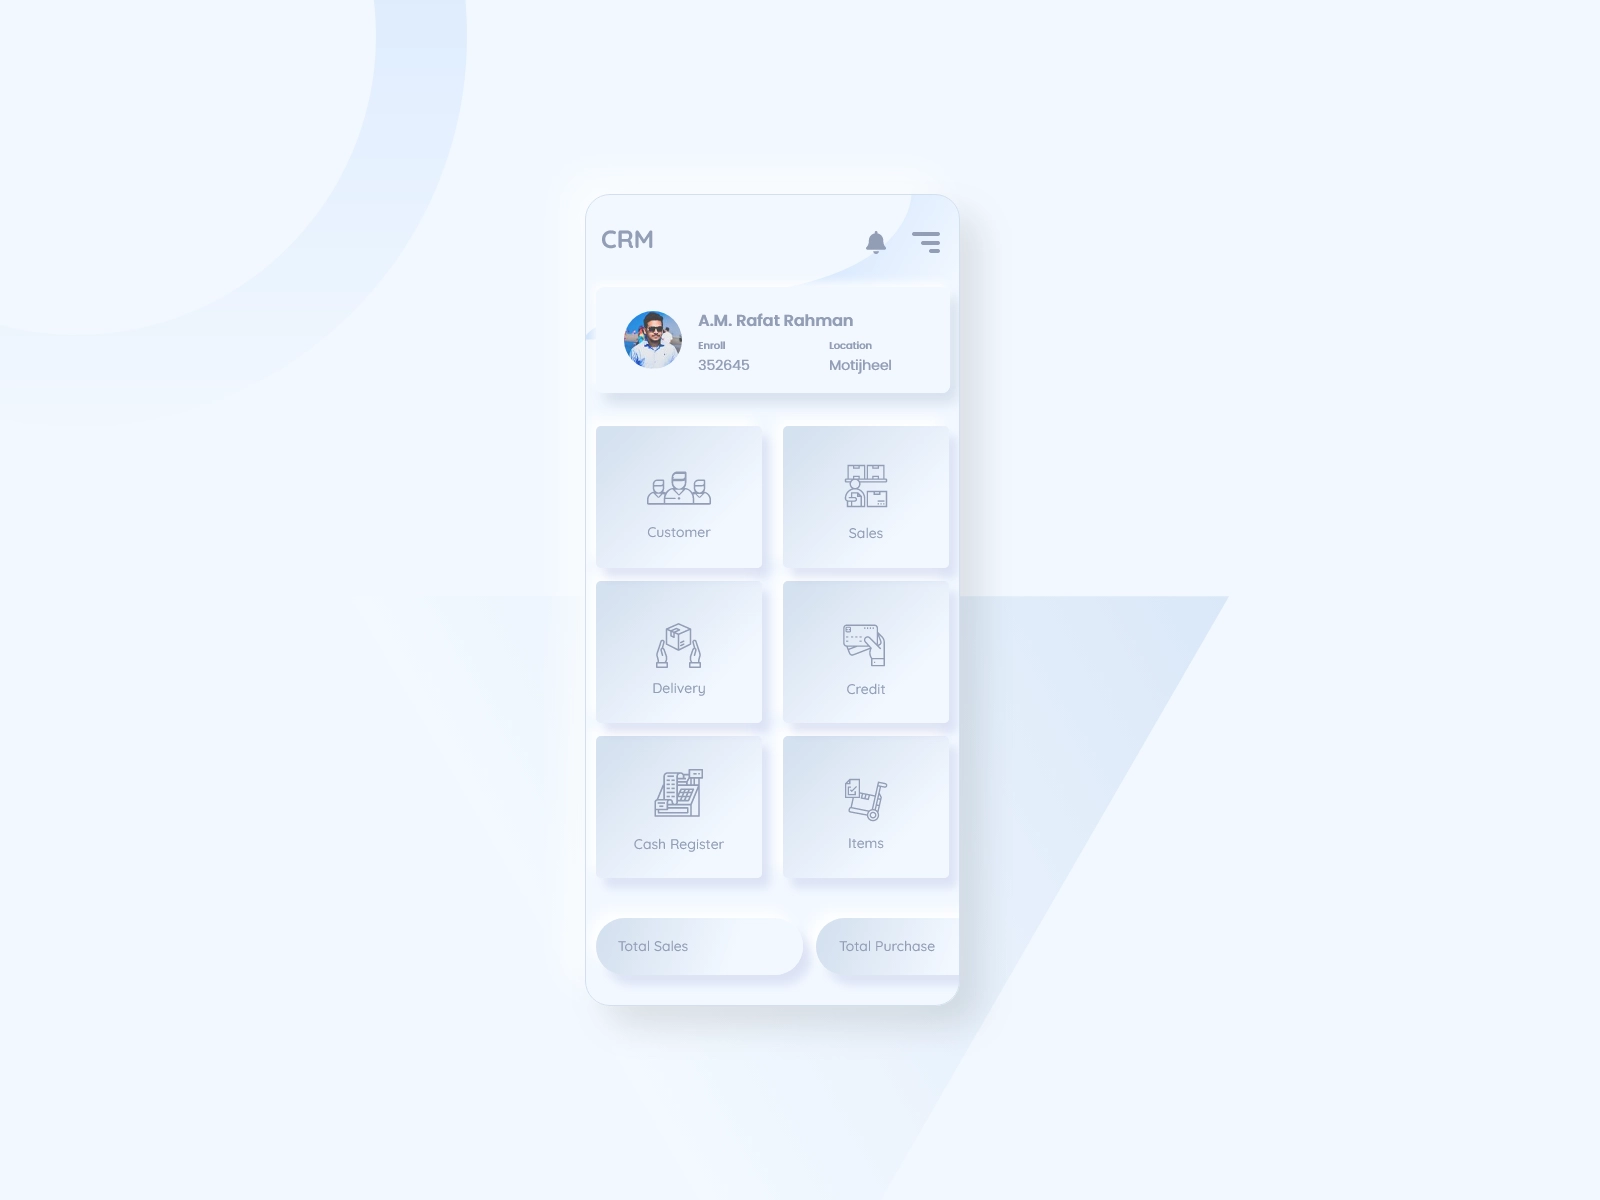 CRM
A.M. Rafat Rahman
Enroll
Location
352645
Motijheel
Customer
Sales
Delivery
Credit
Cash Register
Items
Total Sales
Total Purchase